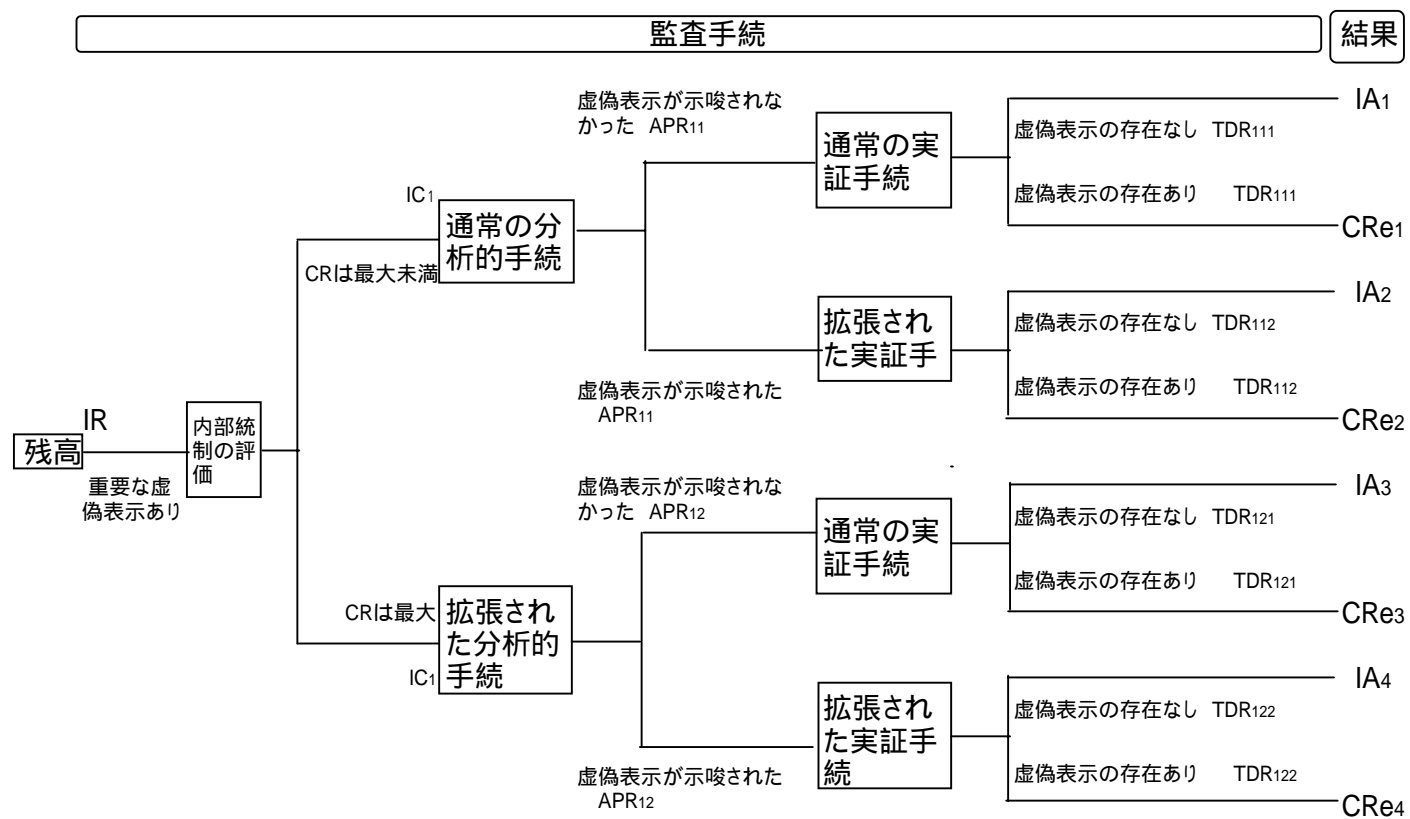 監査手続
結果
虚偽表示が示唆されな
かった APR11
通常の実
証手続
IA1
虚偽表示の存在なし TDR111
虚偽表示の存在あり TDR111
CRe1
IC1
通常の分
析的手続
CRは最大未満
拡張され
た実証手
IA2
虚偽表示の存在なし TDR112
虚偽表示の存在あり TDR112
CRe2
虚偽表示が示唆された
APR11
IR
残高
重要な虚
偽表示あり
内部統
制の評
価
虚偽表示が示唆されな
かった APR12
通常の実
証手続
IA3
虚偽表示の存在なし TDR121
虚偽表示の存在あり TDR121
CRe3
CRは最大
IC1
拡張され
た分析的
手続
拡張され
た実証手
続
IA4
虚偽表示の存在なし TDR122
虚偽表示の存在あり TDR122
CRe4
虚偽表示が示唆された
APR12